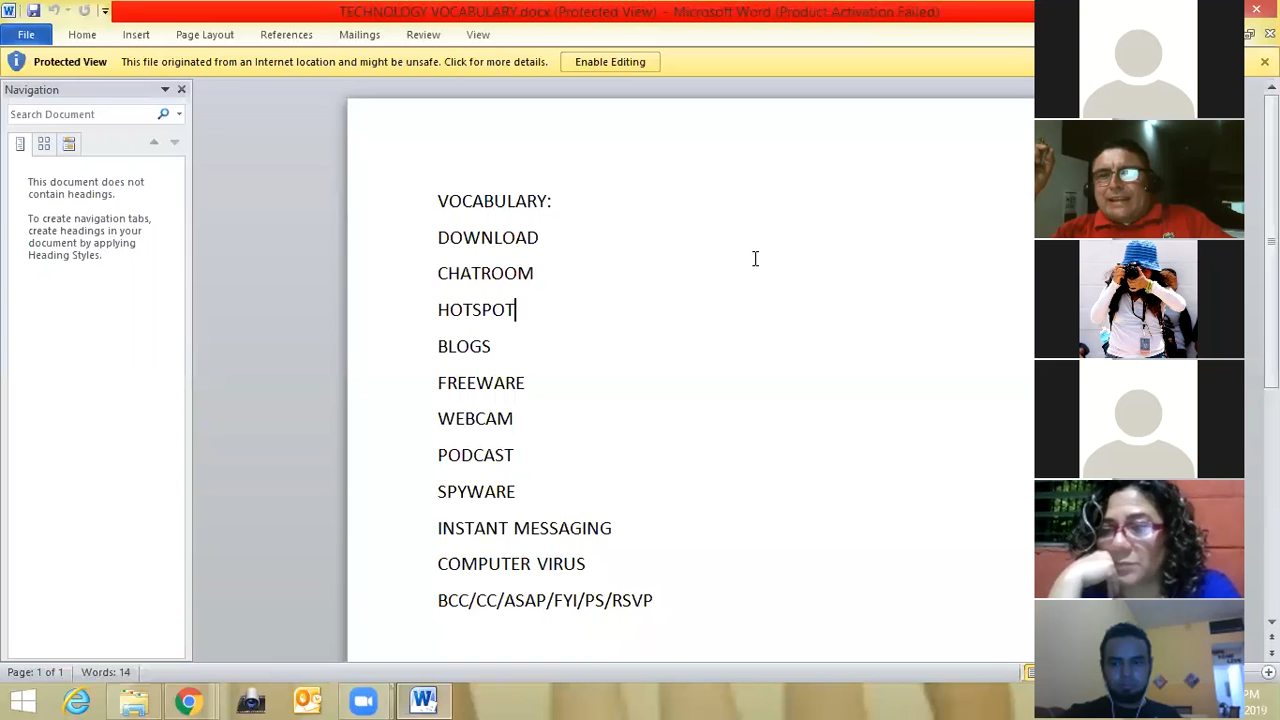 TECHNOLOGY VOCABULARY.docx (Protected View) - Microsoft Word (Product Activation Failed)
File Home Insert Page Layout References Mailings Review View
Protected View This file originated from an Internet location and might be unsafe. Click for more details. Enable Editing
Navigation
Search Document
This document does not
contain headings.
To create navigation tabs,
create headings in your
document by applying
Heading Styles.
VOCABULARY:
DOWNLOAD
CHATROOM
HOTSPOT
BLOGS
FREEWARE
WEBCAM
PODCAST
SPYWARE
INSTANT MESSAGING
COMPUTER VIRUS
BCC/CC/ASAP/FYI/PS/RSVP
Page: 1 of 1 Words: 14
PM
2019